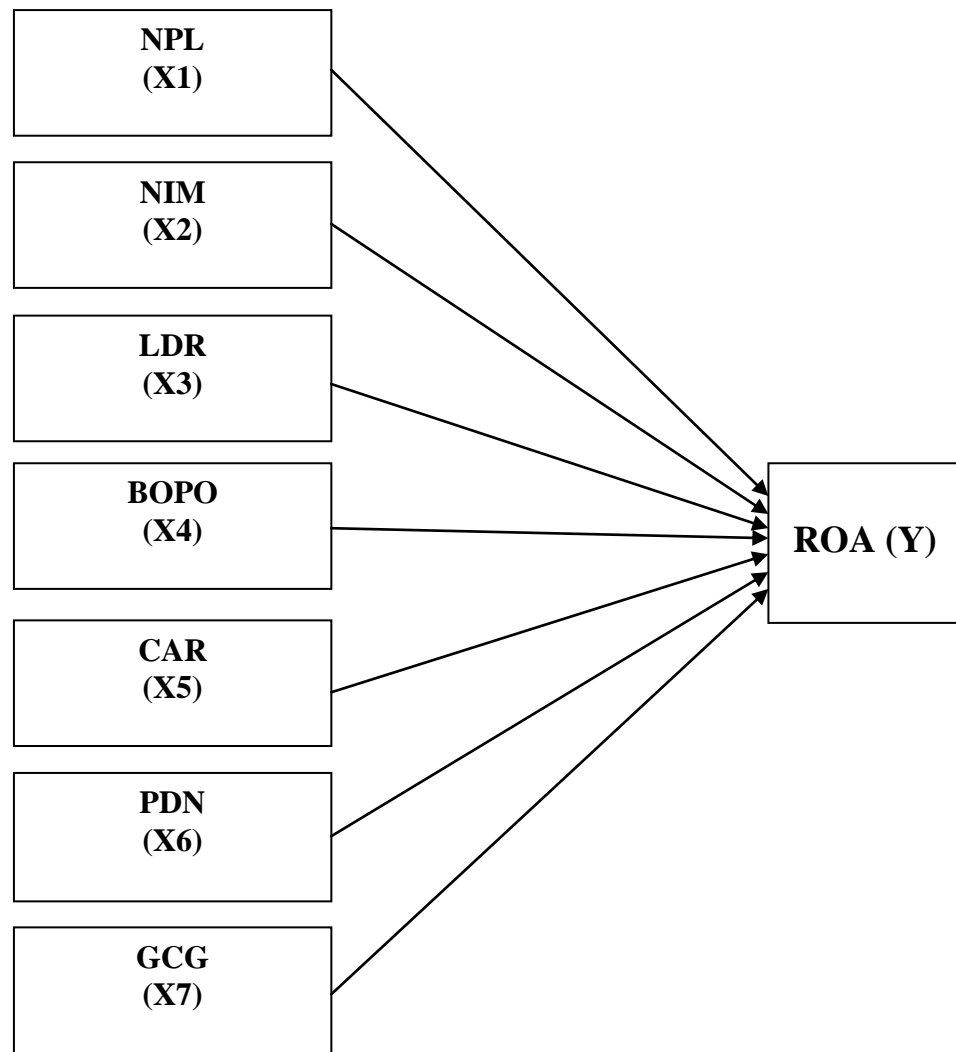 NPL
(X1)
NIM
(X2)
LDR
(X3)
BOPO
(X4)
ROA (Y)
CAR
(X5)
PDN
(X6)
GCG
(X7)